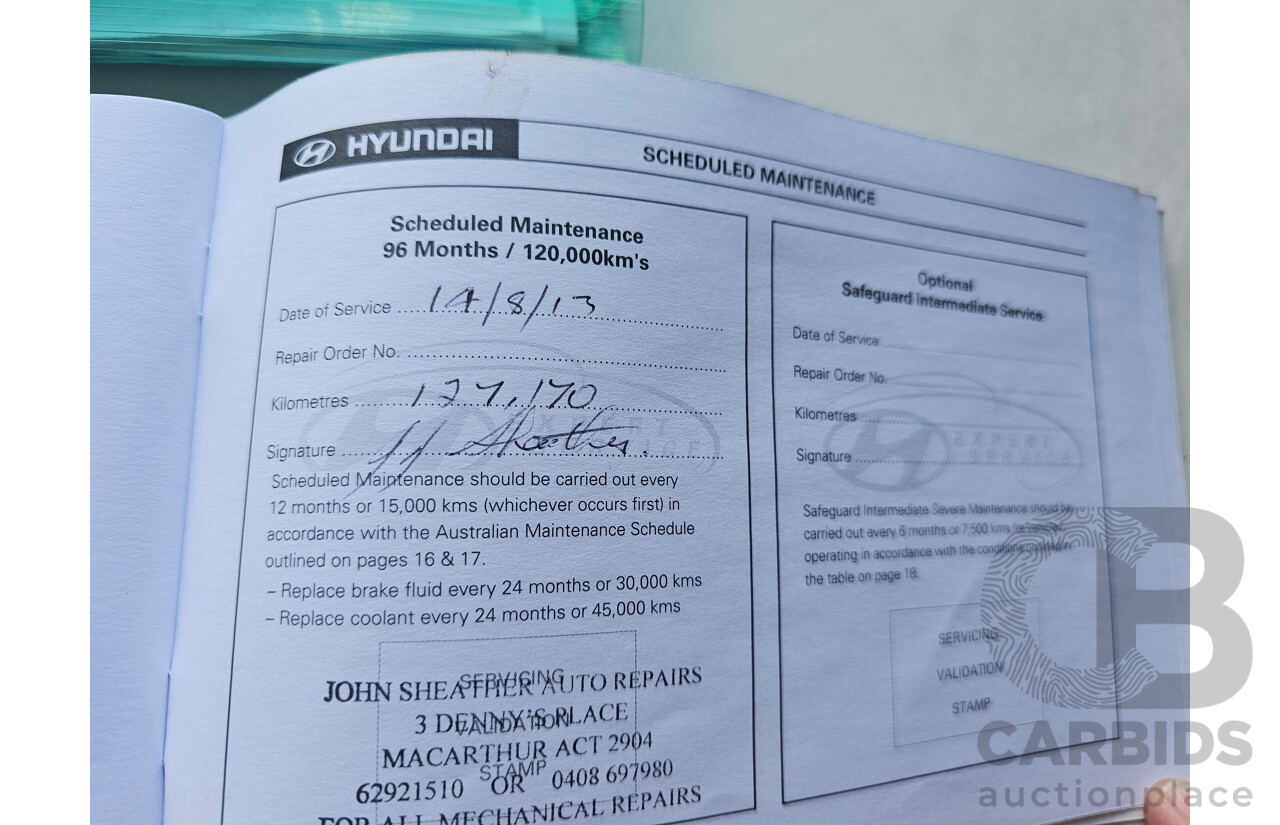 HYUNDAI
SCHEDULED MAINTENANCE
Scheduled Maintenance
96 Months / 120,000km's
Date of Service 14/8/13
Repair Order No.
Kilometres 127,170
Signature
Scheduled Maintenance should be carried out every
12 months or 15,000 kms (whichever occurs first) in
accordance with the Australian Maintenance Schedule
outlined on pages 16 & 17.
– Replace brake fluid every 24 months or 30,000 kms
– Replace coolant every 24 months or 45,000 kms
SERVICING
VALIDATION
STAMP
JOHN SHEATHER AUTO REPAIRS
3 DENNY'S PLACE
MACARTHUR ACT 2904
62921510 OR 0408 697980
FOR ALL MECHANICAL REPAIRS
Optional
Safeguard Intermediate Service
Date of Service
Repair Order No.
Kilometres
Signature
EXPERT
SERVICE
Safeguard Intermediate Severe Maintenance should be
carried out every 6 months or 7,500 kms for vehicles
operating in accordance with the conditions outlined in
the table on page 18.
SERVICING
VALIDATION
STAMP
CARBIDS
auctionplace